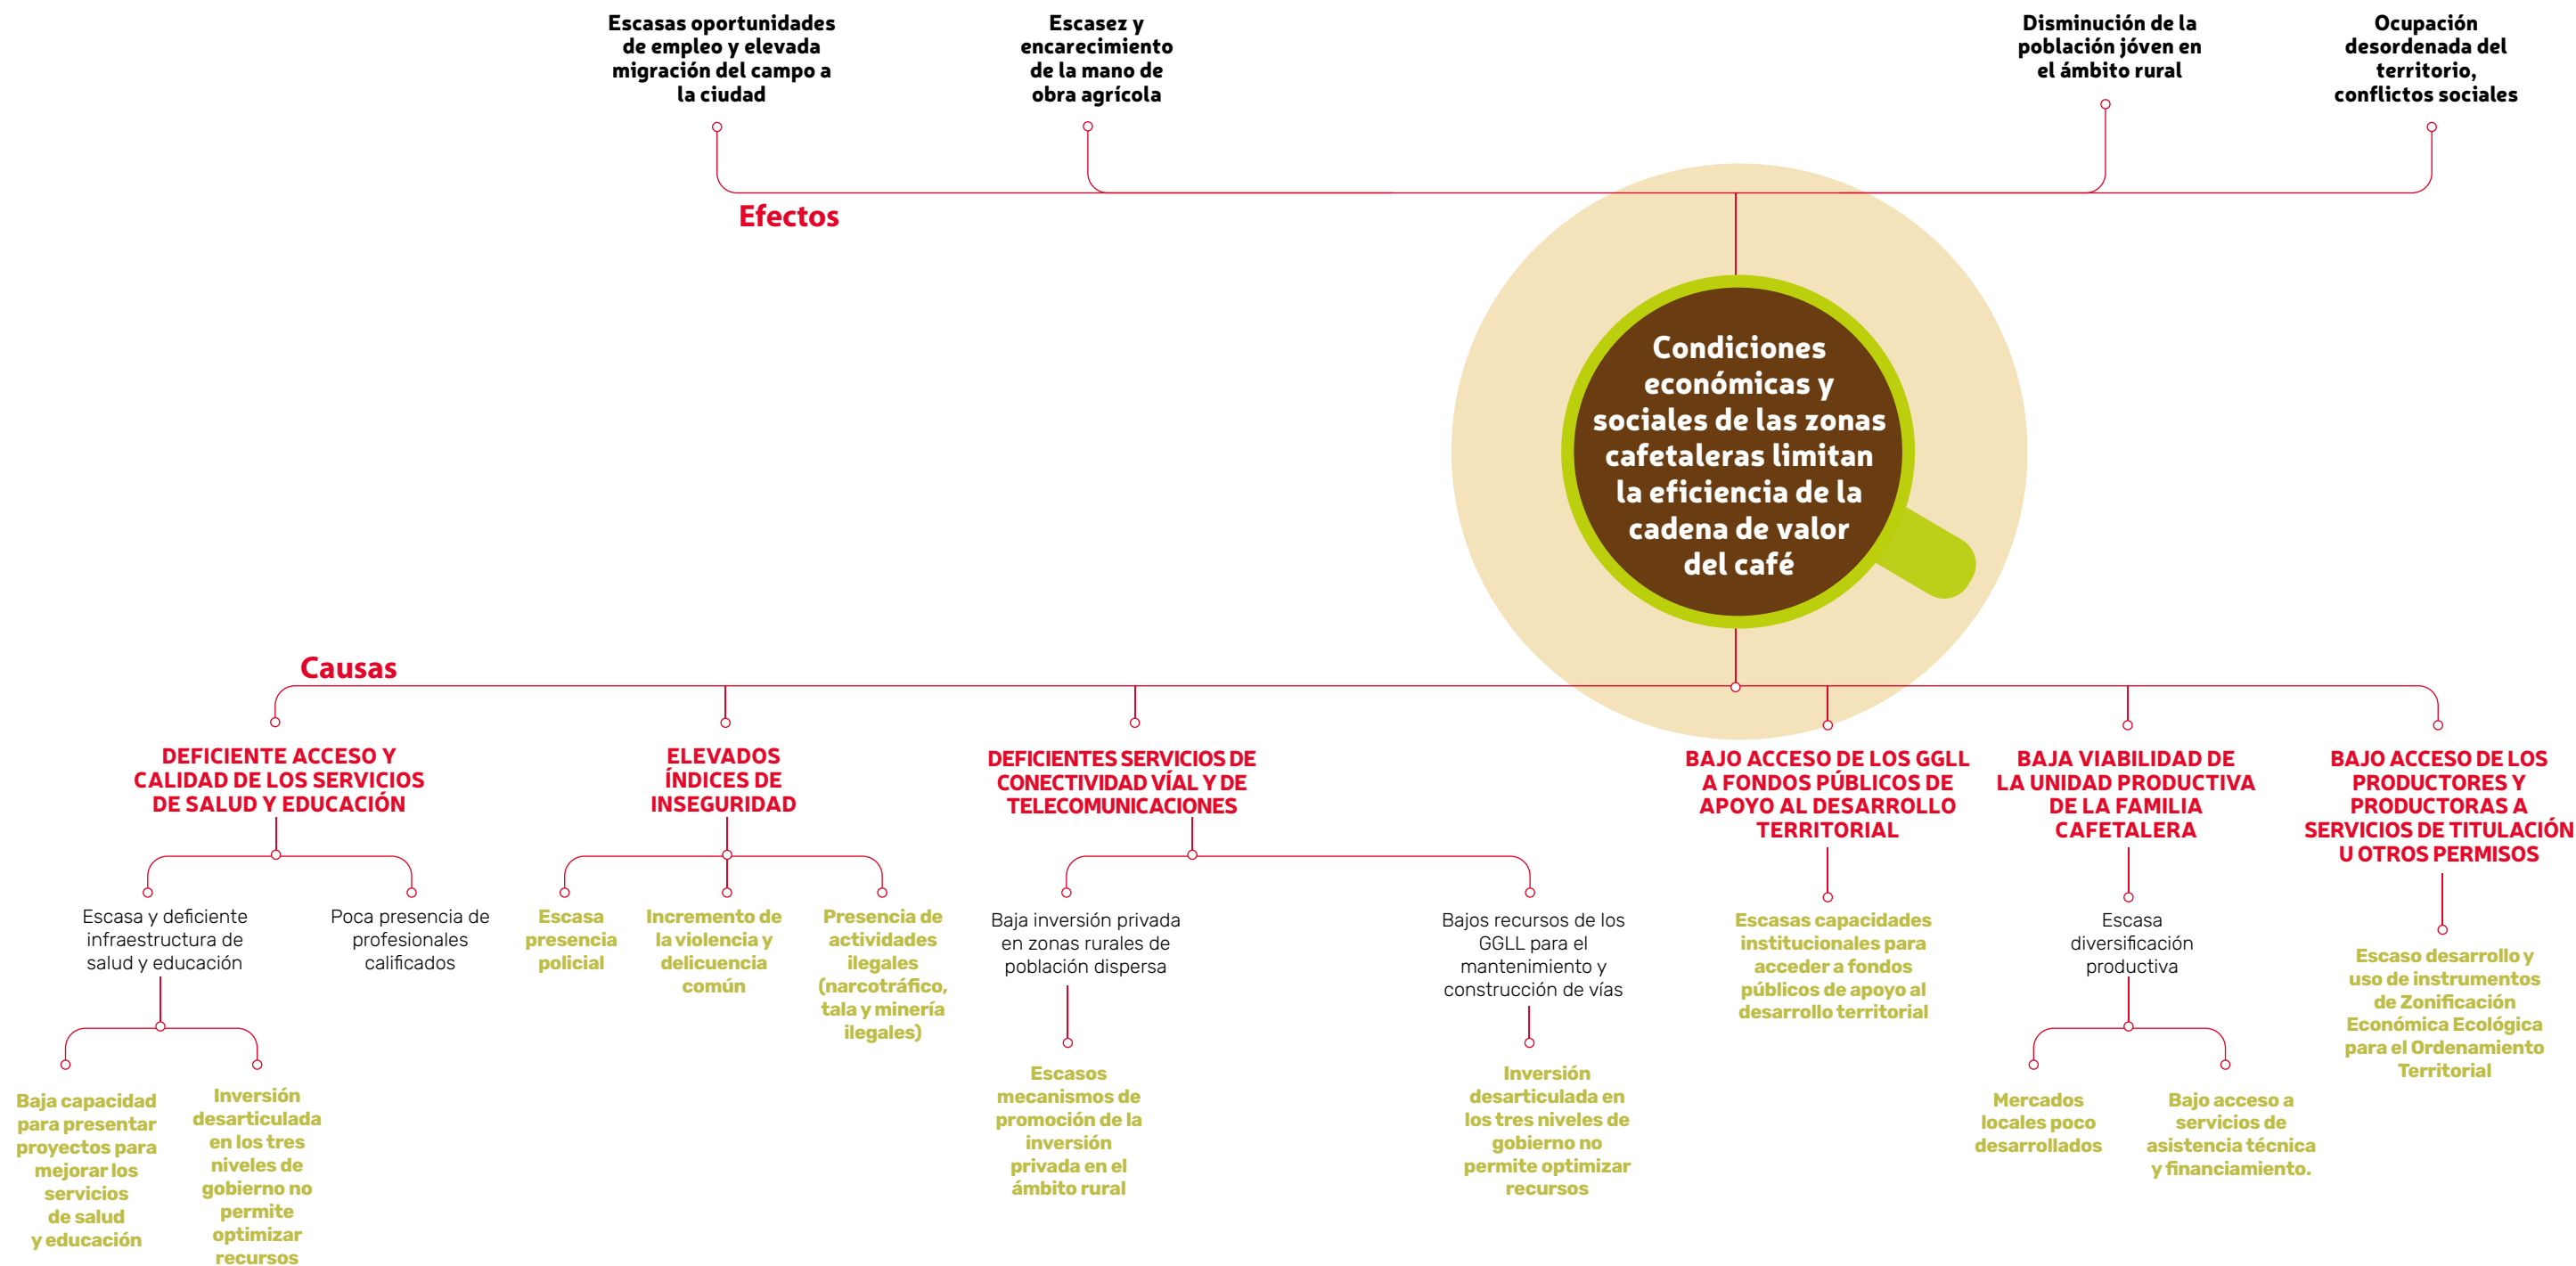 Escasas oportunidades
de empleo y elevada
migración del campo a
la ciudad
Escasez y
encarecimiento
de la mano de
obra agrícola
Disminución de la
población jóven en
el ámbito rural
Ocupación
desordenada del
territorio,
conflictos sociales
Efectos
Condiciones
económicas y
sociales de las zonas
cafetaleras limitan
la eficiencia de la
cadena de valor
del café
Causas
DEFICIENTE ACCESO Y
CALIDAD DE LOS SERVICIOS
DE SALUD Y EDUCACIÓN
ELEVADOS
ÍNDICES DE
INSEGURIDAD
DEFICIENTES SERVICIOS DE
CONECTIVIDAD VÍAL Y DE
TELECOMUNICACIONES
BAJO ACCESO DE LOS GGLL
A FONDOS PÚBLICOS DE
APOYO AL DESARROLLO
TERRITORIAL
BAJA VIABILIDAD DE
LA UNIDAD PRODUCTIVA
DE LA FAMILIA
CAFETALERA
BAJO ACCESO DE LOS
PRODUCTORES Y
PRODUCTORAS A
SERVICIOS DE TITULACIÓN
U OTROS PERMISOS
Escasa y deficiente
infraestructura de
salud y educación
Poca presencia de
profesionales
calificados
Escasa
presencia
policial
Incremento de
la violencia y
delicuencia
común
Presencia de
actividades
ilegales
(narcotráfico,
tala y minería
ilegales)
Baja inversión privada
en zonas rurales de
población dispersa
Bajos recursos de los
GGLL para el
mantenimiento y
construcción de vías
Escasas capacidades
institucionales para
acceder a fondos
públicos de apoyo al
desarrollo territorial
Escasa
diversificación
productiva
Escaso desarrollo y
uso de instrumentos
de Zonificación
Económica Ecológica
para el Ordenamiento
Territorial
Baja capacidad
para presentar
proyectos para
mejorar los
servicios
de salud
y educación
Inversión
desarticulada
en los tres
niveles de
gobierno no
permite
optimizar
recursos
Escasos
mecanismos de
promoción de la
inversión
privada en el
ámbito rural
Inversión
desarticulada en
los tres niveles de
gobierno no
permite optimizar
recursos
Mercados
locales poco
desarrollados
Bajo acceso a
servicios de
asistencia técnica
y financiamiento.